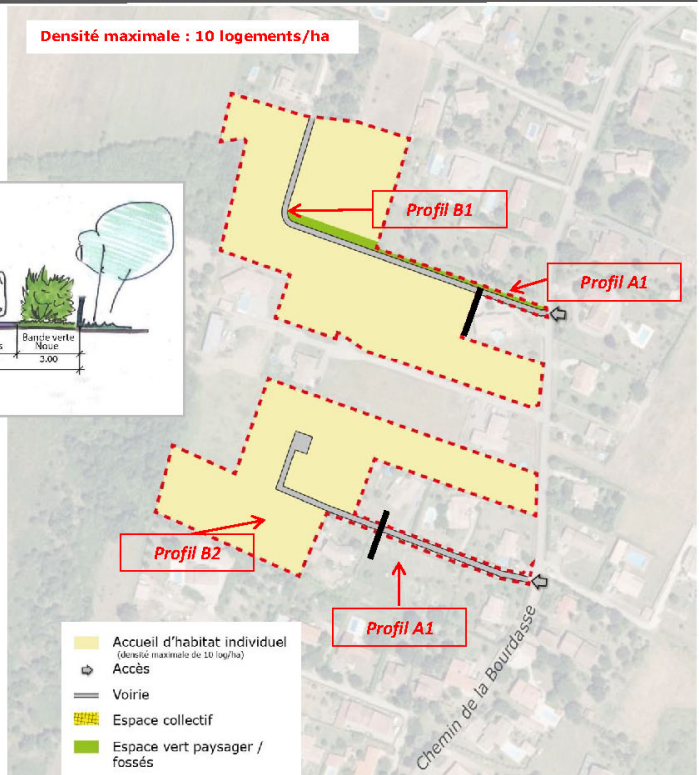 Densité maximale : 10 logements/ha
Profil B1
Profil A1
s
Bande verte
Noue
3.00
Profil B2
Profil A1
Accueil d'habitat individuel
(densité maximale de 10 log/ha)
Accès
Voirie
Espace collectif
Espace vert paysager /
fossés
Chemin de la Bourdasse